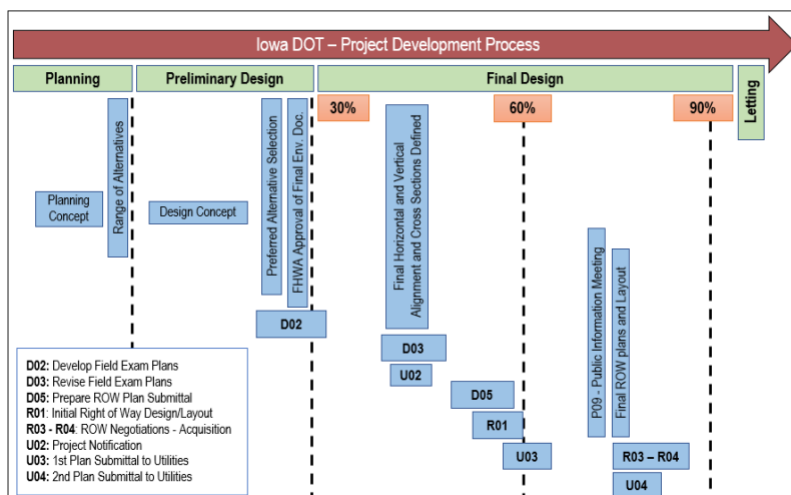 Iowa DOT – Project Development Process
Planning
Preliminary Design
Final Design
Letting
30%
60%
90%
Planning
Concept
Range of Alternatives
Design Concept
Preferred Alternative Selection
FHWA Approval of Final Env. Doc.
Final Horizontal and Vertical
Alignment and Cross Sections Defined
P09 - Public Information Meeting
Final ROW plans and Layout
D02
D03
U02
D05
R01
U03
R03 – R04
U04
D02: Develop Field Exam Plans
D03: Revise Field Exam Plans
D05: Prepare ROW Plan Submittal
R01: Initial Right of Way Design/Layout
R03 - R04: ROW Negotiations - Acquisition
U02: Project Notification
U03: 1st Plan Submittal to Utilities
U04: 2nd Plan Submittal to Utilities